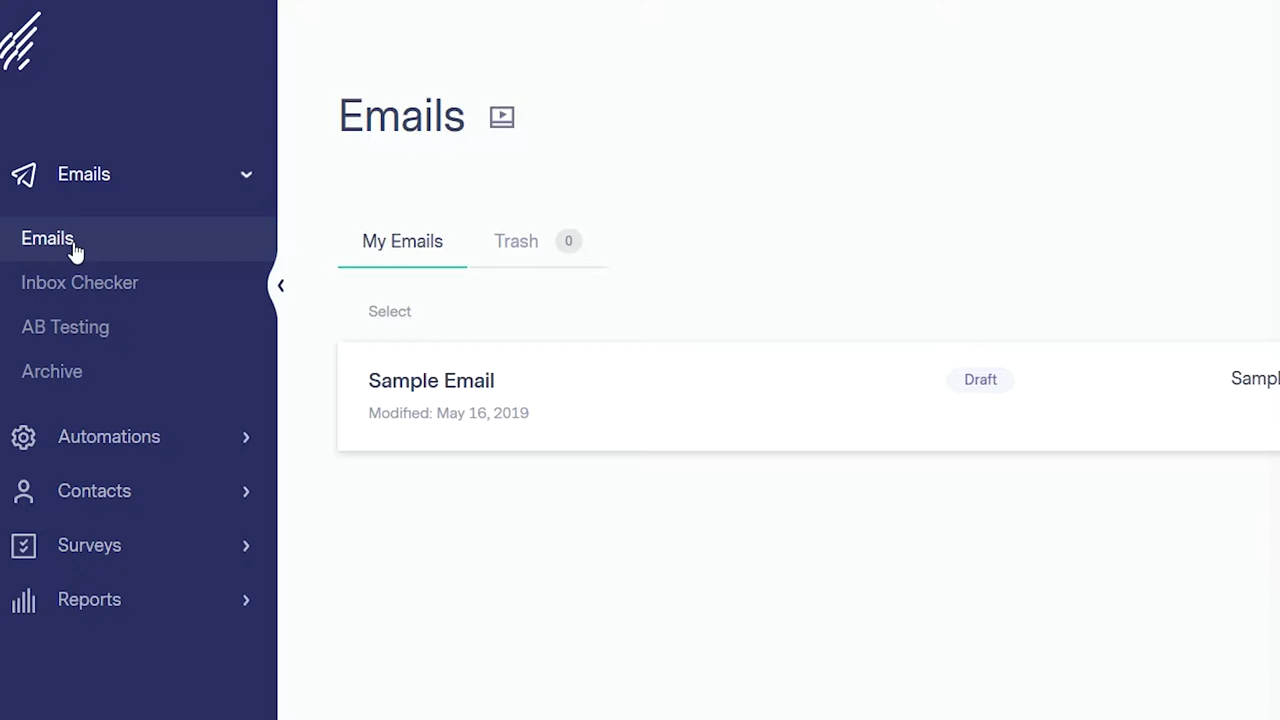 Emails
Emails
Emails
Inbox Checker
AB Testing
Archive
Automations
Contacts
Surveys
Reports
My Emails
Trash 0
Select
Sample Email
Draft
Sampl
Modified: May 16, 2019